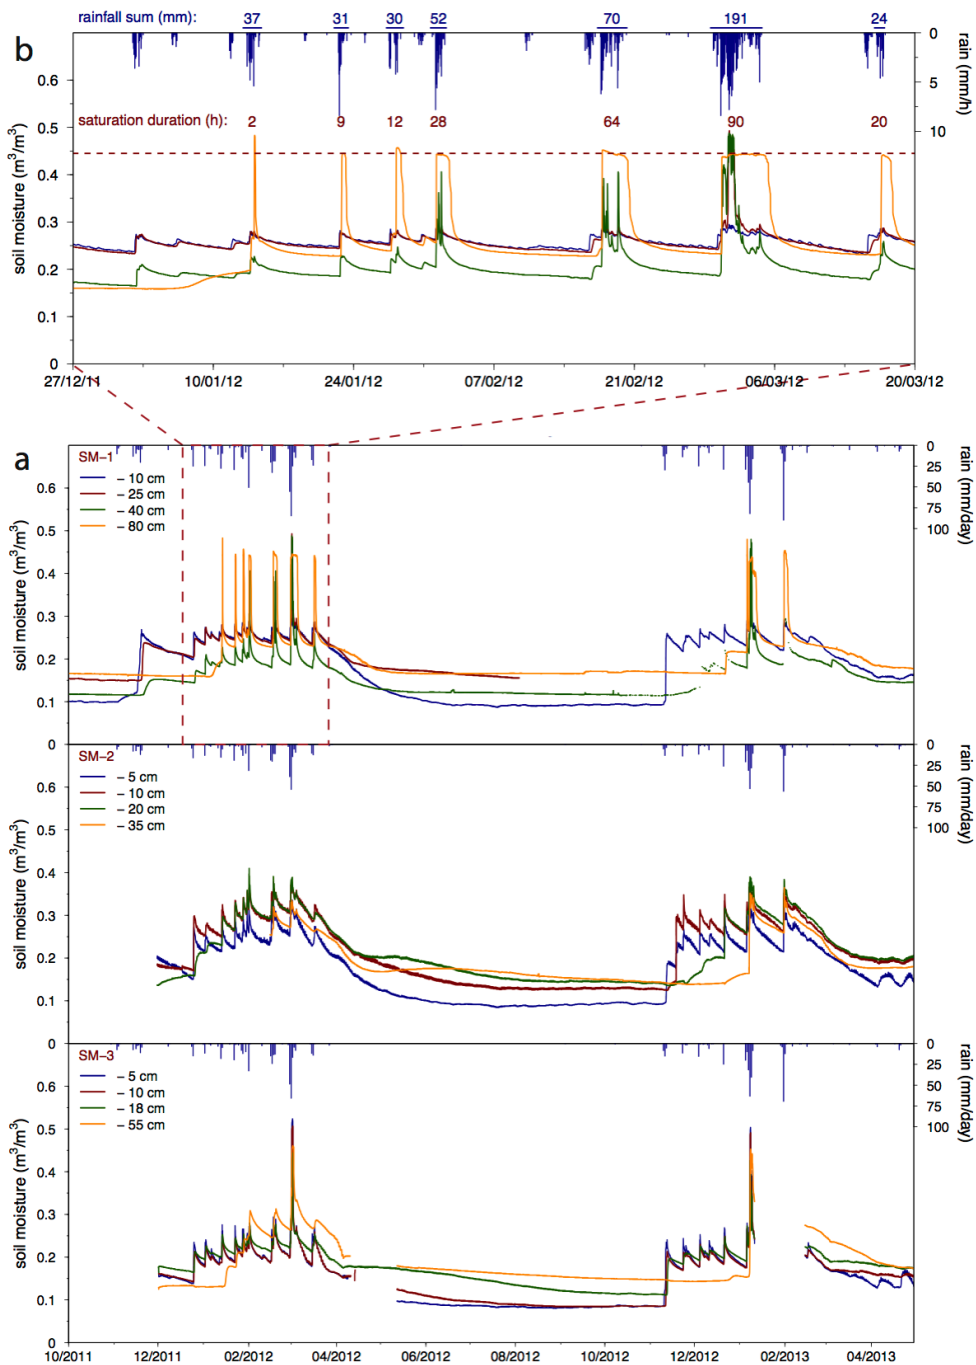 b
rainfall sum (mm): 37 31 30 52 70 191 24
saturation duration (h): 2 9 12 28 64 90 20
soil moisture (m³/m³)
0.6
0.5
0.4
0.3
0.2
0.1
0
rain (mm/h)
0
5
10
27/12/11 10/01/12 24/01/12 07/02/12 21/02/12 06/03/12 20/03/12
a
SM−1
− 10 cm
− 25 cm
− 40 cm
− 80 cm
soil moisture (m³/m³)
0.6
0.5
0.4
0.3
0.2
0.1
0
rain (mm/day)
0
25
50
75
100
SM−2
− 5 cm
− 10 cm
− 20 cm
− 35 cm
soil moisture (m³/m³)
0.6
0.5
0.4
0.3
0.2
0.1
0
rain (mm/day)
0
25
50
75
100
SM−3
− 5 cm
− 10 cm
− 18 cm
− 55 cm
soil moisture (m³/m³)
0.6
0.5
0.4
0.3
0.2
0.1
0
rain (mm/day)
0
25
50
75
100
10/2011 12/2011 02/2012 04/2012 06/2012 08/2012 10/2012 12/2012 02/2013 04/2013